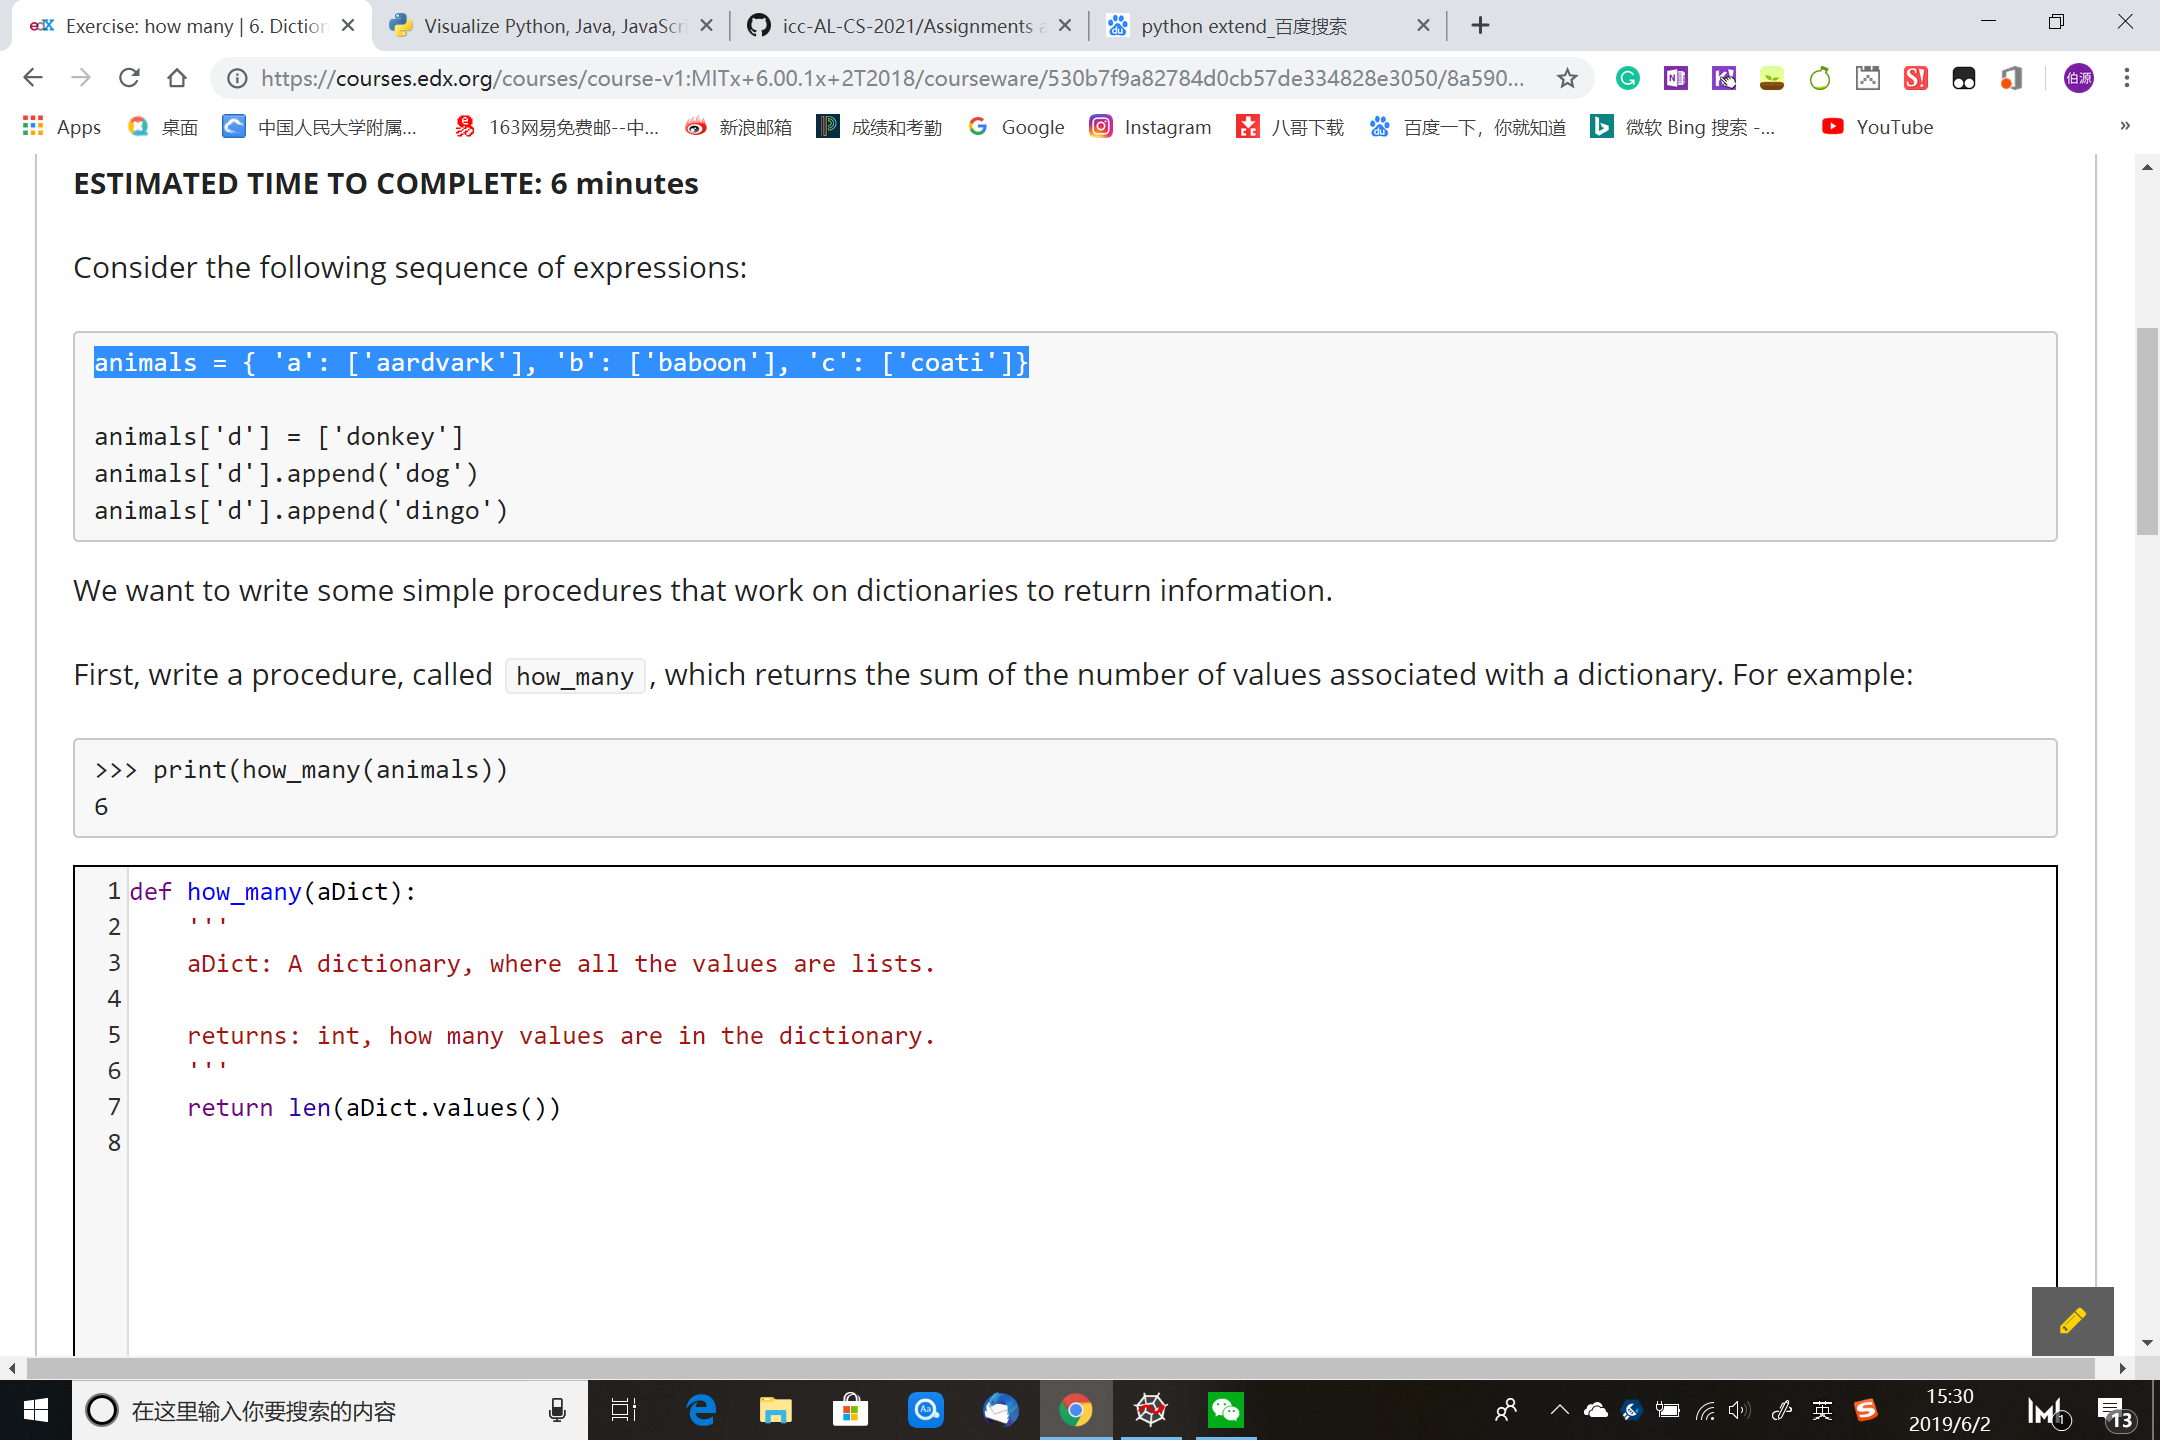 edX Exercise: how many | 6. Diction
Visualize Python, Java, JavaScri
icc-AL-CS-2021/Assignments a
python extend_百度搜索
https://courses.edx.org/courses/course-v1:MITx+6.00.1x+2T2018/courseware/530b7f9a82784d0cb57de334828e3050/8a590...
伯源
Apps 桌面 中国人民大学附属... 163网易免费邮--中... 新浪邮箱 成绩和考勤 Google Instagram 八哥下载 百度一下，你就知道 微软 Bing 搜索 -... YouTube »
ESTIMATED TIME TO COMPLETE: 6 minutes
Consider the following sequence of expressions:
animals = { 'a': ['aardvark'], 'b': ['baboon'], 'c': ['coati']}
animals['d'] = ['donkey']
animals['d'].append('dog')
animals['d'].append('dingo')
We want to write some simple procedures that work on dictionaries to return information.
First, write a procedure, called how_many, which returns the sum of the number of values associated with a dictionary. For example:
>>> print(how_many(animals))
6
1 def how_many(aDict):
2 '''
3 aDict: A dictionary, where all the values are lists.
4
5 returns: int, how many values are in the dictionary.
6 '''
7 return len(aDict.values())
8
在这里输入你要搜索的内容
英
15:30
2019/6/2
13